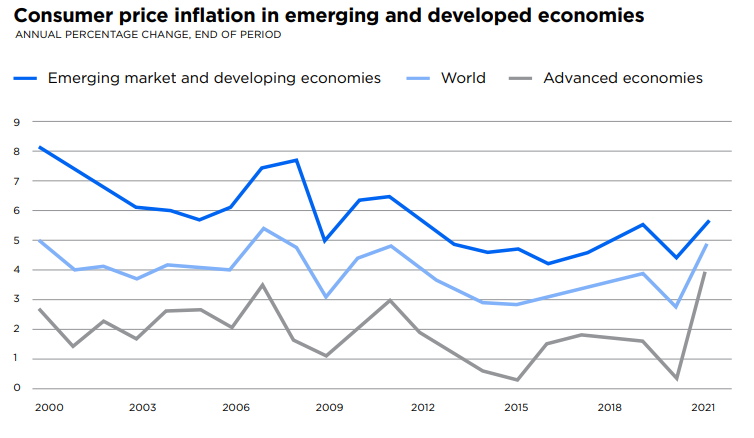 Consumer price inflation in emerging and developed economies
ANNUAL PERCENTAGE CHANGE, END OF PERIOD
Emerging market and developing economies World Advanced economies
9
8
7
6
5
4
3
2
1
0
2000 2003 2006 2009 2012 2015 2018 2021